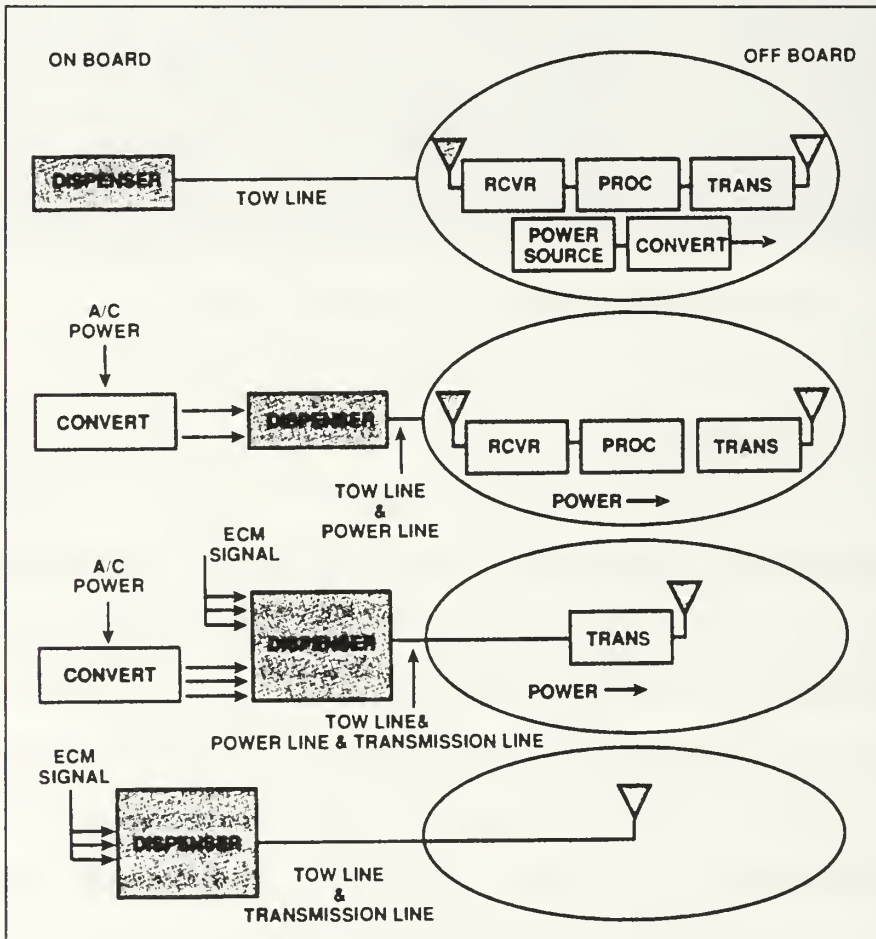 ON BOARD
OFF BOARD
DISPENSER
TOW LINE
RCVR
PROC
TRANS
POWER
SOURCE
CONVERT
A/C
POWER
CONVERT
DISPENSER
TOW LINE
&
POWER LINE
RCVR
PROC
TRANS
POWER
ECM
SIGNAL
A/C
POWER
CONVERT
DISPENSER
TOW LINE&
POWER LINE & TRANSMISSION LINE
TRANS
POWER
ECM
SIGNAL
DISPENSER
TOW LINE
&
TRANSMISSION LINE